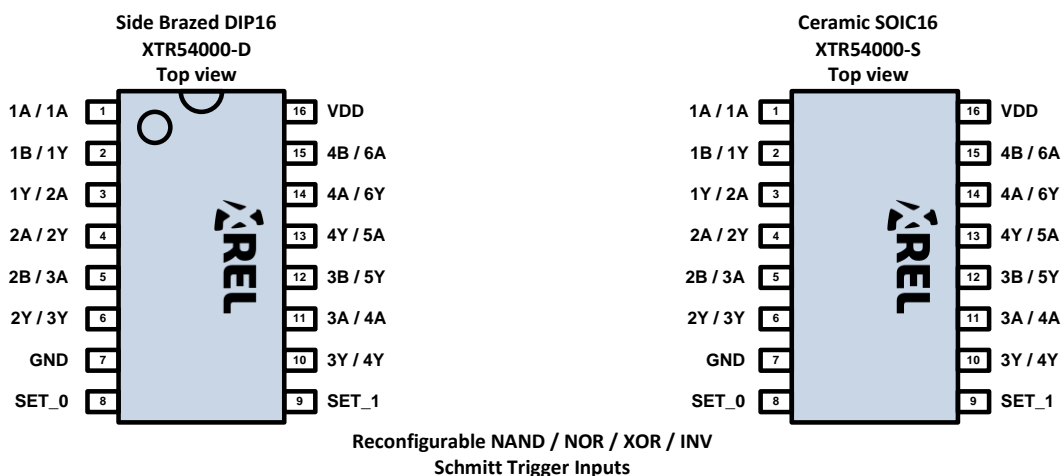 Side Brazed DIP16
XTR54000-D
Top view
1A / 1A 1 16 VDD
1B / 1Y 2 15 4B / 6A
1Y / 2A 3 14 4A / 6Y
2A / 2Y 4 13 4Y / 5A
2B / 3A 5 12 3B / 5Y
2Y / 3Y 6 11 3A / 4A
GND 7 10 3Y / 4Y
SET_0 8 9 SET_1
XREL
Ceramic SOIC16
XTR54000-S
Top view
1A / 1A 1 16 VDD
1B / 1Y 2 15 4B / 6A
1Y / 2A 3 14 4A / 6Y
2A / 2Y 4 13 4Y / 5A
2B / 3A 5 12 3B / 5Y
2Y / 3Y 6 11 3A / 4A
GND 7 10 3Y / 4Y
SET_0 8 9 SET_1
XREL
Reconfigurable NAND / NOR / XOR / INV
Schmitt Trigger Inputs